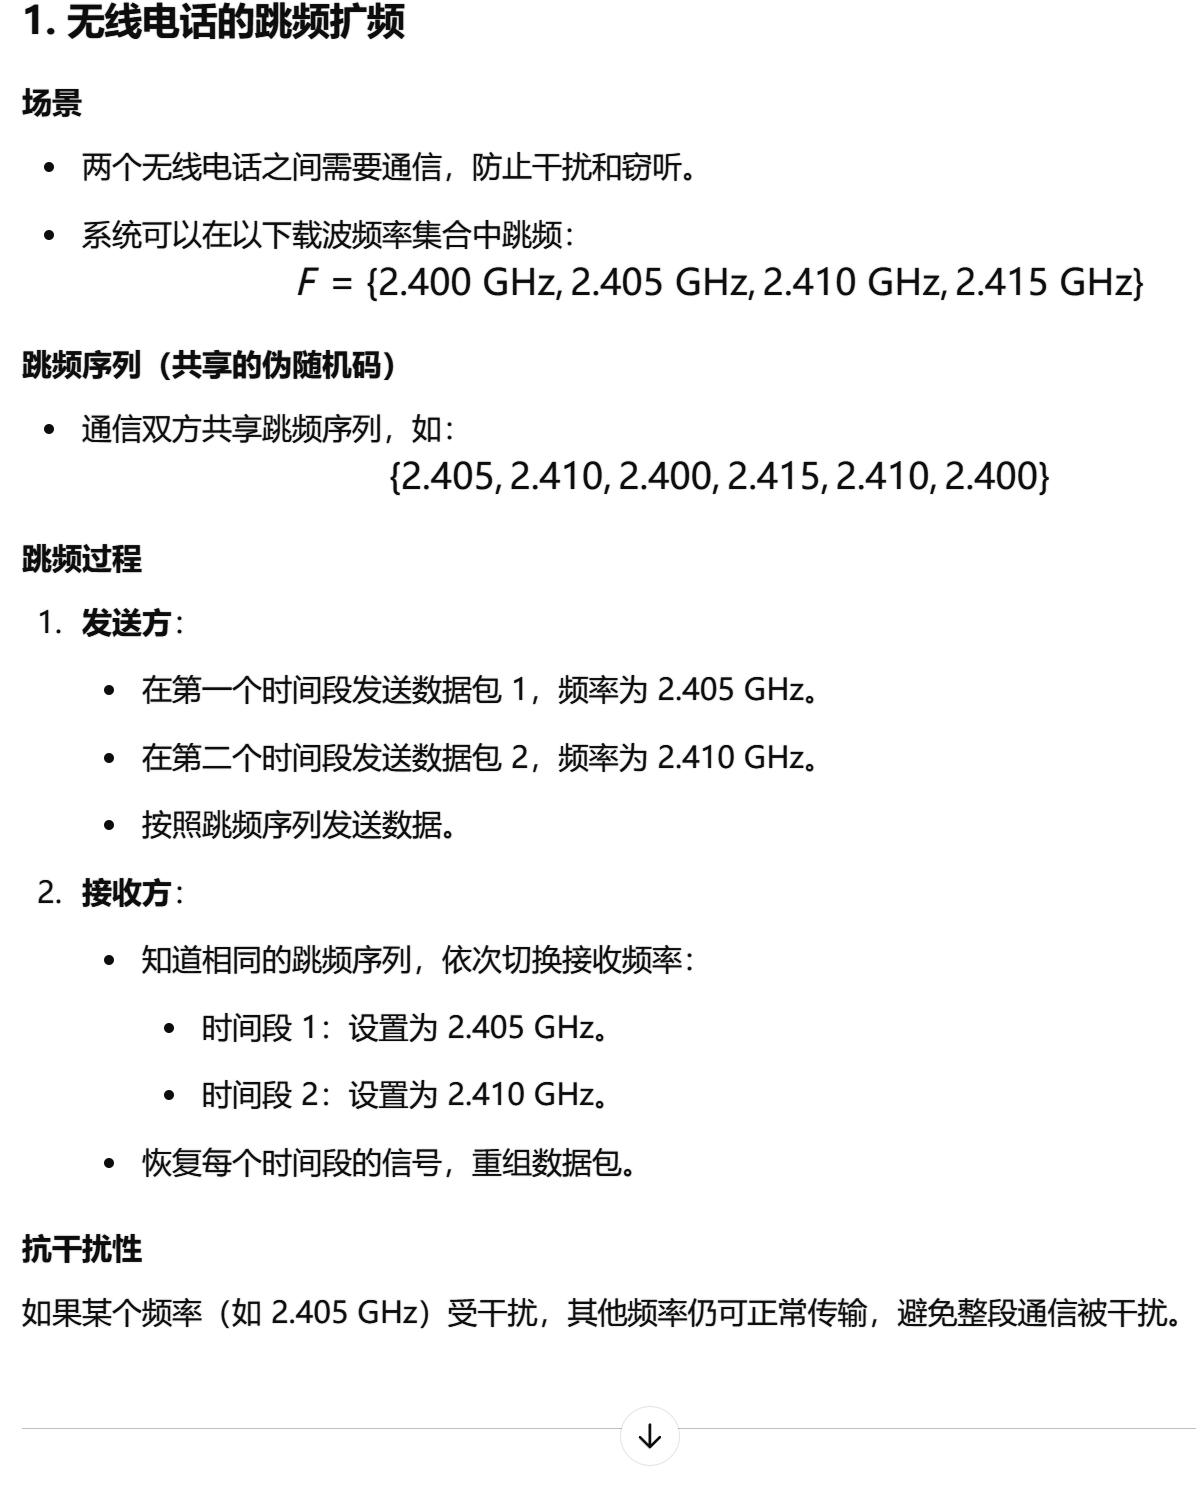 1. 无线电话的跳频扩频
场景
• 两个无线电话之间需要通信，防止干扰和窃听。
• 系统可以在以下载波频率集合中跳频：
F = {2.400 GHz, 2.405 GHz, 2.410 GHz, 2.415 GHz}
跳频序列（共享的伪随机码）
• 通信双方共享跳频序列，如：
{2.405, 2.410, 2.400, 2.415, 2.410, 2.400}
跳频过程
1. 发送方：
• 在第一个时间段发送数据包 1，频率为 2.405 GHz。
• 在第二个时间段发送数据包 2，频率为 2.410 GHz。
• 按照跳频序列发送数据。
2. 接收方：
• 知道相同的跳频序列，依次切换接收频率：
• 时间段 1：设置为 2.405 GHz。
• 时间段 2：设置为 2.410 GHz。
• 恢复每个时间段的信号，重组数据包。
抗干扰性
如果某个频率（如 2.405 GHz）受干扰，其他频率仍可正常传输，避免整段通信被干扰。